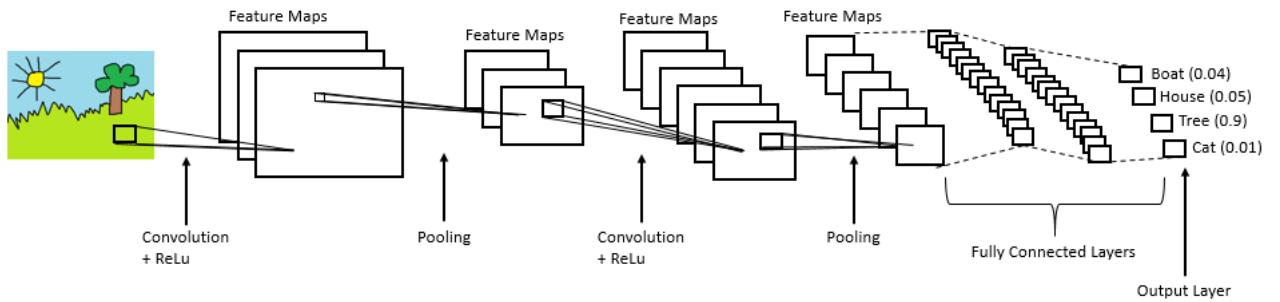 Feature Maps
Feature Maps
Feature Maps
Feature Maps
Boat (0.04)
House (0.05)
Tree (0.9)
Cat (0.01)
Convolution
+ ReLu
Pooling
Convolution
+ ReLu
Pooling
Fully Connected Layers
Output Layer